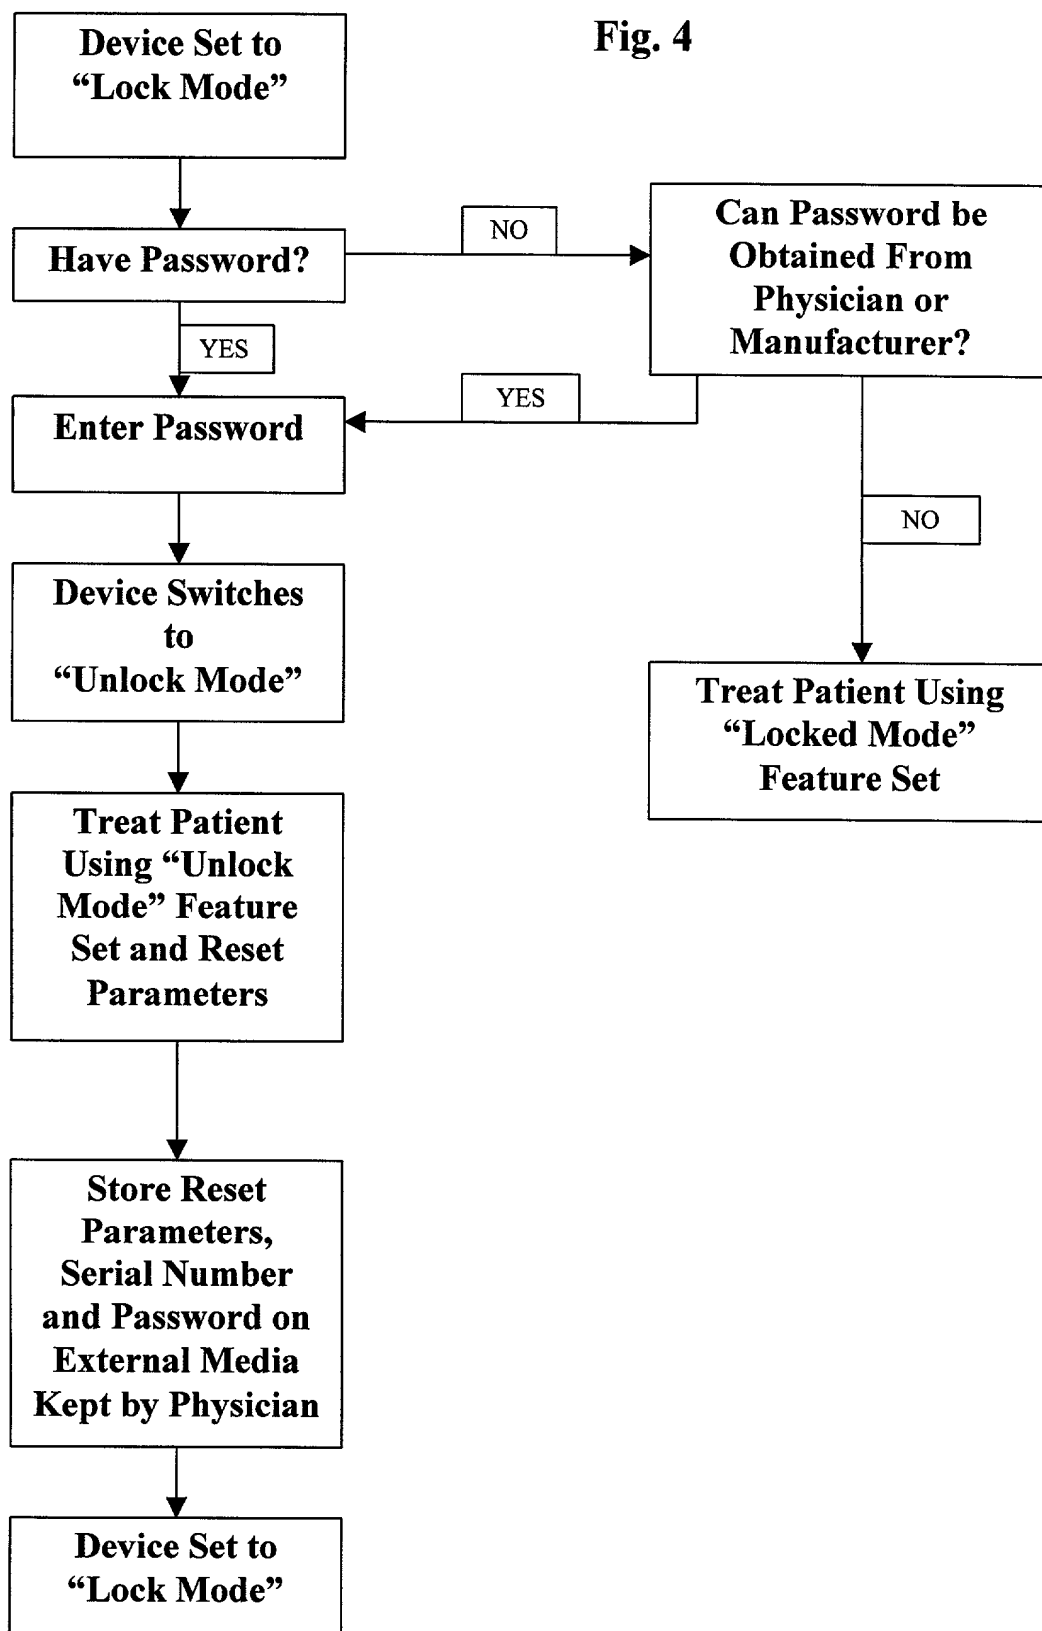 Fig. 4
Device Set to
“Lock Mode”
Have Password?
NO
Can Password be
Obtained From
Physician or
Manufacturer?
YES
YES
Enter Password
NO
Device Switches
to
“Unlock Mode”
Treat Patient Using
“Locked Mode”
Feature Set
Treat Patient
Using “Unlock
Mode” Feature
Set and Reset
Parameters
Store Reset
Parameters,
Serial Number
and Password on
External Media
Kept by Physician
Device Set to
“Lock Mode”